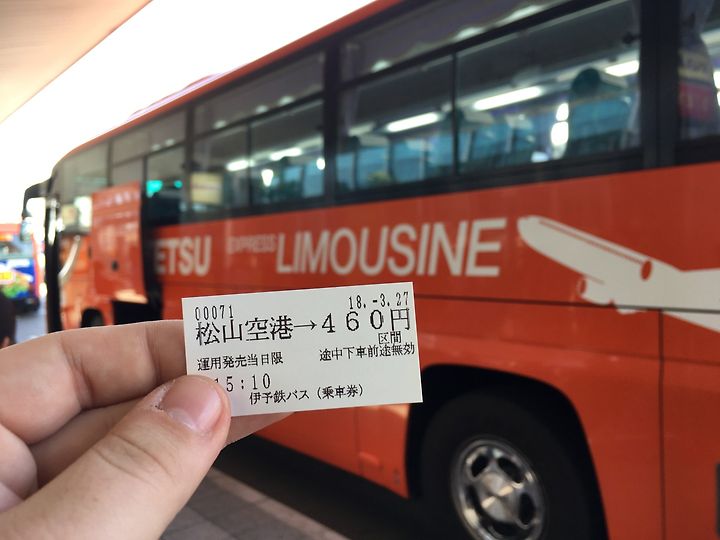 ETSU EXPRESS LIMOUSINE
00071 18.-3.27
松山空港→460円
区間
運用発売当日限 途中下車前途無効
15:10
伊予鉄バス(乗車券)